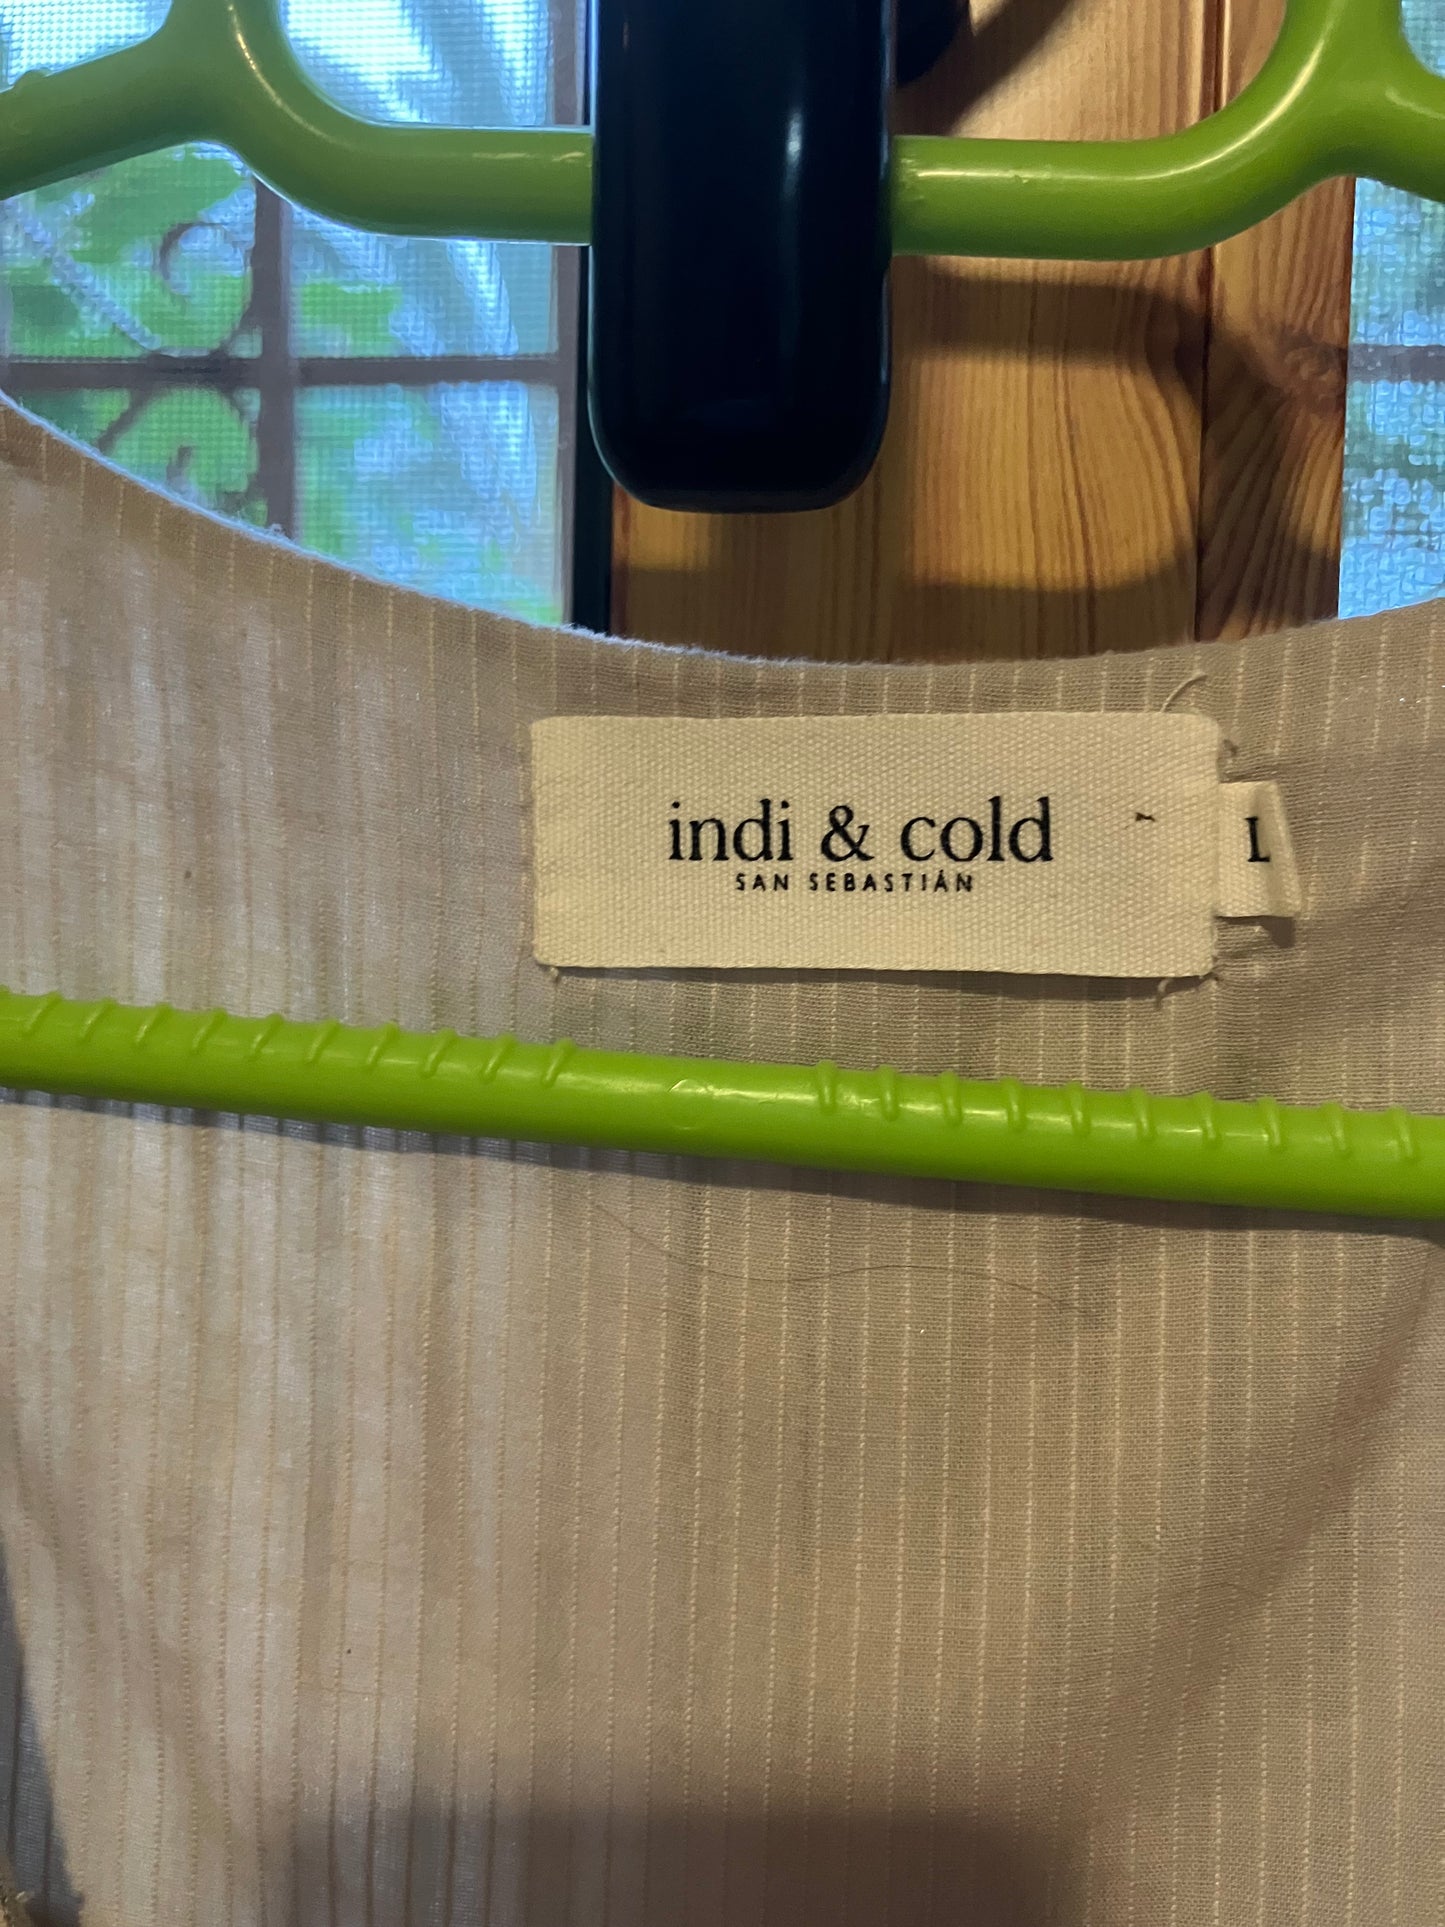 indi & cold
SAN SEBASTIÁN
L